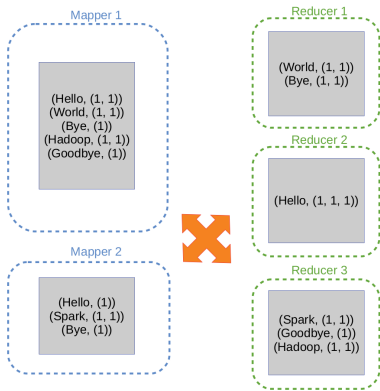 Mapper 1
(Hello, (1, 1))
(World, (1, 1))
(Bye, (1))
(Hadoop, (1, 1))
(Goodbye, (1))
Mapper 2
(Hello, (1))
(Spark, (1, 1))
(Bye, (1))
Reducer 1
(World, (1, 1))
(Bye, (1, 1))
Reducer 2
(Hello, (1, 1, 1))
Reducer 3
(Spark, (1, 1))
(Goodbye, (1))
(Hadoop, (1, 1))